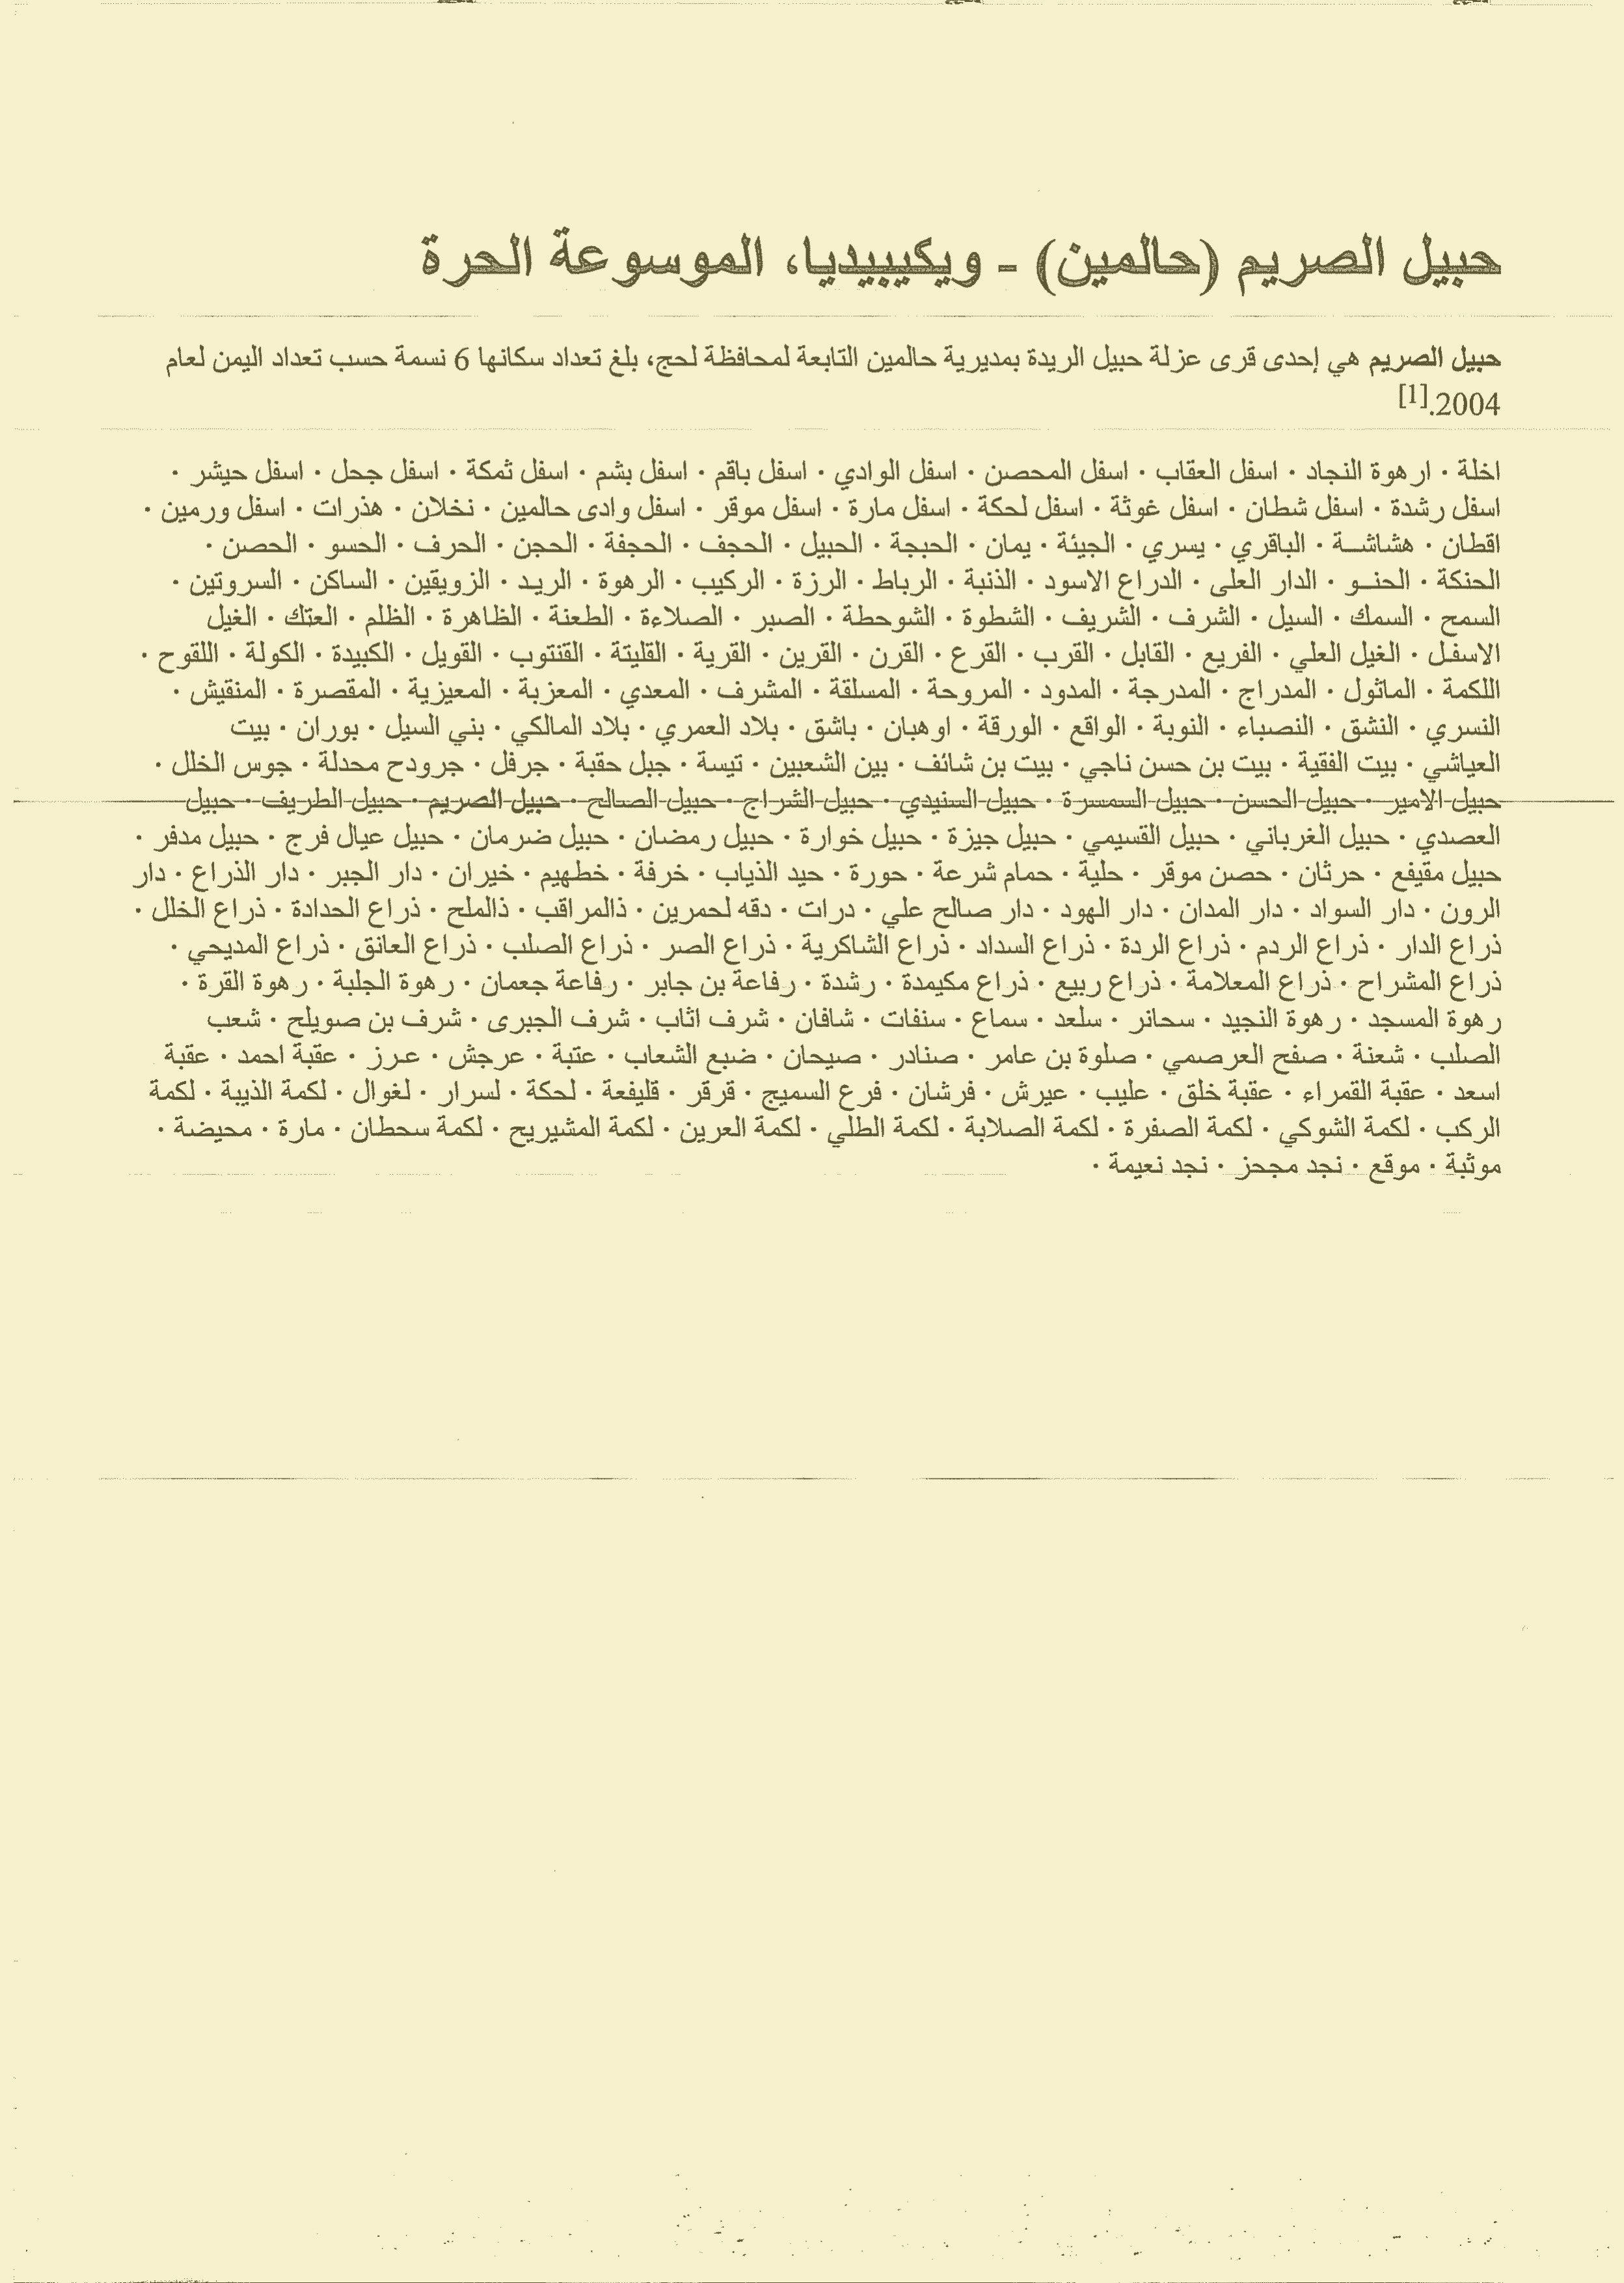 حبيل الصريم (حالمين) - ويكيبيديا، الموسوعة الحرة
حبيل الصريم هي إحدى قرى عزلة حبيل الريدة بمديرية حالمين التابعة لمحافظة لحج، بلغ تعداد سكانها 6 نسمة حسب تعداد اليمن لعام
2004.[1]
اخلة · ارهوة النجاد · اسفل العقاب · اسفل المحصن · اسفل الوادي · اسفل باقم · اسفل بشم · اسفل ثمكة · اسفل جحل · اسفل حيشر ·
اسفل رشدة · اسفل شطان · اسفل غوثة · اسفل لحكة · اسفل مارة · اسفل موقر · اسفل وادى حالمين · نخلان · هذرات · اسفل ورمين ·
اقطان · هشاشــة · الباقري · يسري · الجيئة · يمان · الحبجة · الحبيل · الحجف · الحجفة · الحجن · الحرف · الحسو · الحصن ·
الحنكة · الحنــو · الدار العلى · الدراع الاسود · الذنبة · الرباط · الرزة · الركيب · الرهوة · الريـد · الزويقين · الساكن · السروتين ·
السمح · السمك · السيل · الشرف · الشريف · الشطوة · الشوحطة · الصبر · الصلاءة · الطعنة · الظاهرة · الظلم · العتك · الغيل
الاسفـل · الغيل العلي · الفريع · القابل · القرب · القرع · القرن · القرين · القرية · القليتة · القنتوب · القويل · الكبيدة · الكولة · اللقوح ·
اللكمة · الماثول · المدراج · المدرجة · المدود · المروحة · المسلقة · المشرف · المعدي · المعزبة · المعيزية · المقصرة · المنقيش ·
النسري · النشق · النصباء · النوبة · الواقع · الورقة · اوهبان · باشق · بلاد العمري · بلاد المالكي · بني السيل · بوران · بيت
العياشي · بيت الفقية · بيت بن حسن ناجي · بيت بن شائف · بين الشعبين · تيسة · جبل حقبة · جرفل · جرودح محدلة · جوس الخلل ·
حبيل الامير · حبيل الحسن · حبيل السمسرة · حبيل السنيدي · حبيل الشراج · حبيل الصالح · حبيل الصريم · حبيل الطريف · حبيل
العصدي · حبيل الغرباني · حبيل القسيمي · حبيل جيزة · حبيل خوارة · حبيل رمضان · حبيل ضرمان · حبيل عيال فرج · حبيل مدفر ·
حبيل مقيفع · حرثان · حصن موقر · حلية · حمام شرعة · حورة · حيد الذياب · خرفة · خطهيم · خيران · دار الجبر · دار الذراع · دار
الرون · دار السواد · دار المدان · دار الهود · دار صالح علي · درات · دقه لحمرين · ذالمراقب · ذالملح · ذراع الحدادة · ذراع الخلل ·
ذراع الدار · ذراع الردم · ذراع الردة · ذراع السداد · ذراع الشاكرية · ذراع الصر · ذراع الصلب · ذراع العانق · ذراع المديحي ·
ذراع المشراح · ذراع المعلامة · ذراع ربيع · ذراع مكيمدة · رشدة · رفاعة بن جابر · رفاعة جعمان · رهوة الجلبة · رهوة القرة ·
رهوة المسجد · رهوة النجيد · سحانر · سلعد · سماع · سنفات · شافان · شرف اثاب · شرف الجبرى · شرف بن صويلح · شعب
الصلب · شعنة · صفح العرصمي · صلوة بن عامر · صنادر · صيحان · ضبع الشعاب · عتبة · عرجش · عـرز · عقبة احمد · عقبة
اسعد · عقبة القمراء · عقبة خلق · عليب · عيرش · فرشان · فرع السميج · قرقر · قليفعة · لحكة · لسرار · لغوال · لكمة الذيبة · لكمة
الركب · لكمة الشوكي · لكمة الصفرة · لكمة الصلابة · لكمة الطلي · لكمة العرين · لكمة المشيريح · لكمة سحطان · مارة · محيضة ·
موثبة · موقع · نجد مجحز · نجد نعيمة ·